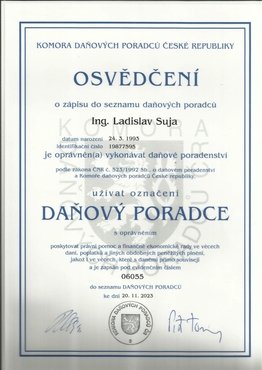 KOMORA DAŇOVÝCH PORADCŮ ČESKÉ REPUBLIKY
OSVĚDČENÍ
o zápisu do seznamu daňových poradců
Ing. Ladislav Suja
datum narození 24. 3. 1993
identifikační číslo 19877595
je oprávněn(a) vykonávat daňové poradenství
podle zákona ČNR č. 523/1992 Sb., o daňovém poradenství
a Komoře daňových poradců České republiky
užívat označení
DAŇOVÝ PORADCE
s oprávněním
poskytovat právní pomoc a finančně ekonomické rady ve věcech
daní, poplatků a jiných obdobných peněžitých plnění,
jakož i ve věcech, které s daněmi přímo souvisejí
a je zapsán pod evidenčním číslem
06055
do seznamu DAŇOVÝCH PORADCŮ
ke dni 20. 11. 2023